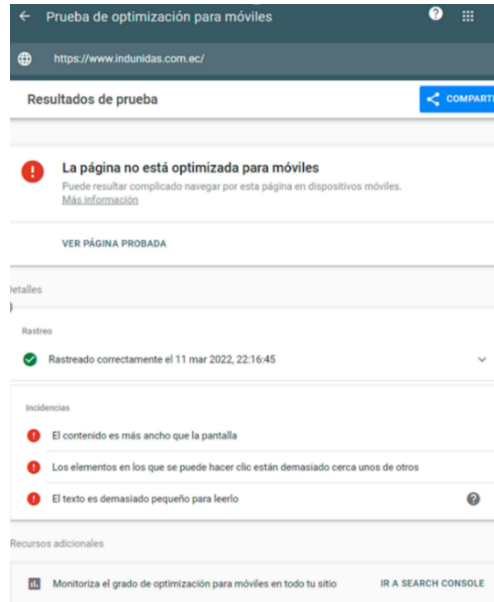 Prueba de optimización para móviles
https://www.indunidas.com.ec/
Resultados de prueba
COMPARTI
La página no está optimizada para móviles
Puede resultar complicado navegar por esta página en dispositivos móviles.
Más información
VER PÁGINA PROBADA
Detalles
Rastreo
Rastreado correctamente el 11 mar 2022, 22:16:45
Incidencias
El contenido es más ancho que la pantalla
Los elementos en los que se puede hacer clic están demasiado cerca unos de otros
El texto es demasiado pequeño para leerlo
Recursos adicionales
Monitoriza el grado de optimización para móviles en todo tu sitio IR A SEARCH CONSOLE